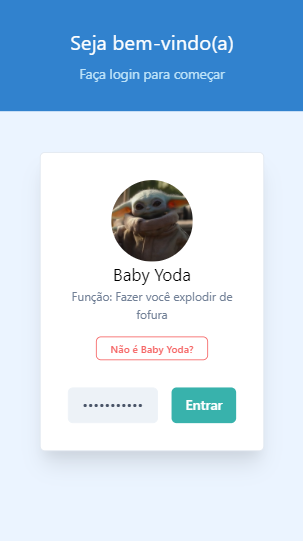 Seja bem-vindo(a)
Faça login para começar
Baby Yoda
Função: Fazer você explodir de
fofura
Não é Baby Yoda?
•••••••••••
Entrar